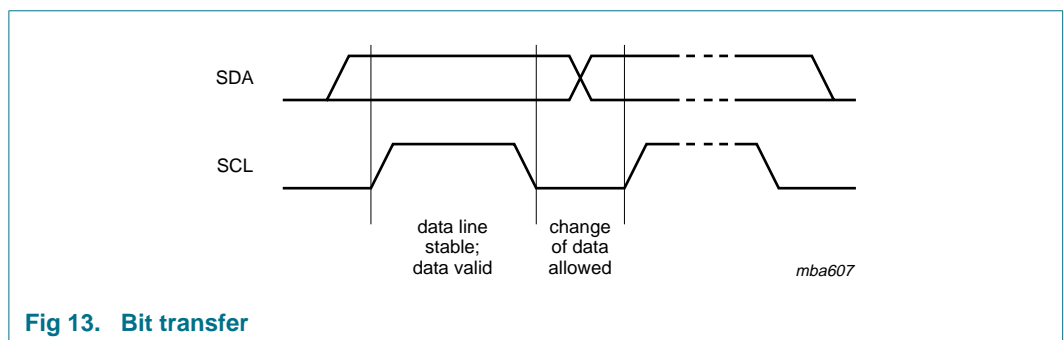 SDA
SCL
data line
stable;
data valid
change
of data
allowed
mba607
Fig 13. Bit transfer